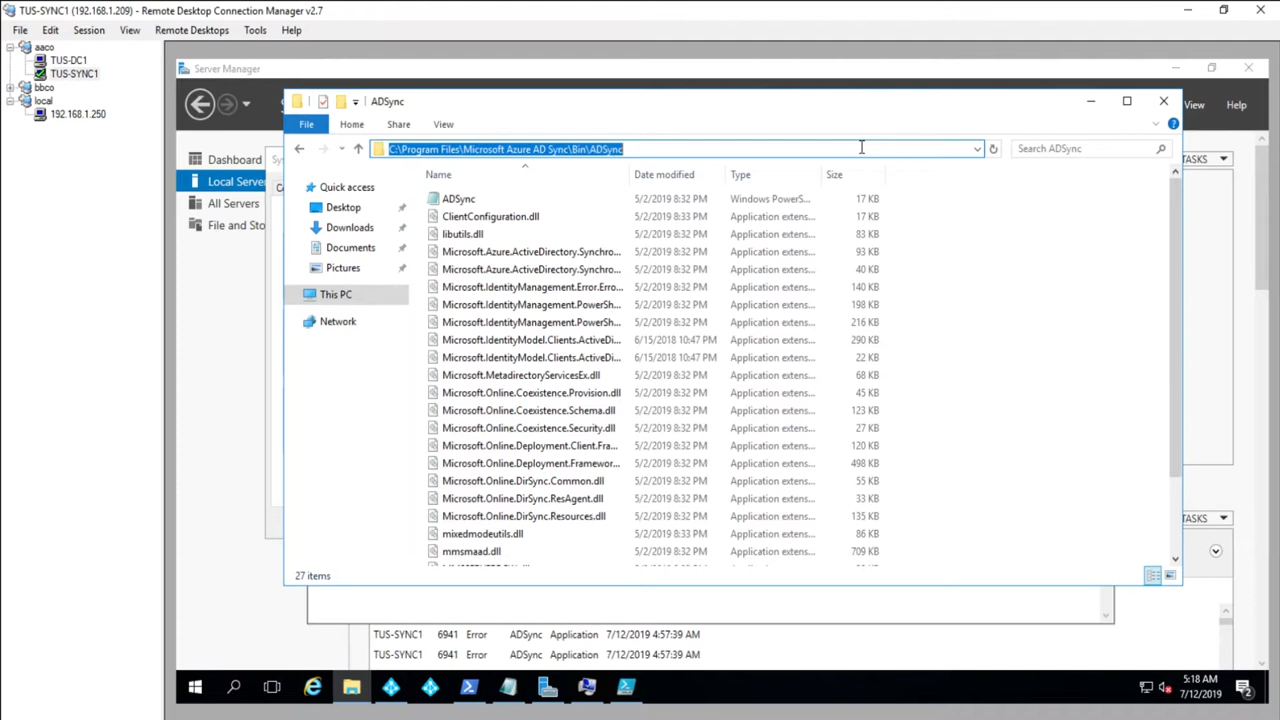 TUS-SYNC1 (192.168.1.209) - Remote Desktop Connection Manager v2.7
File Edit Session View Remote Desktops Tools Help
aaco
TUS-DC1
TUS-SYNC1
bbco
local
192.168.1.250
Server Manager
View Help
Dashboard
Local Serve
All Servers
File and Sto
ADSync
File Home Share View
C:\Program Files\Microsoft Azure AD Sync\Bin\ADSync
Search ADSync
Quick access
Desktop
Downloads
Documents
Pictures
This PC
Network
Name Date modified Type Size
ADSync 5/2/2019 8:32 PM Windows PowerS... 17 KB
ClientConfiguration.dll 5/2/2019 8:33 PM Application extens... 17 KB
libutils.dll 5/2/2019 8:32 PM Application extens... 83 KB
Microsoft.Azure.ActiveDirectory.Synchro... 5/2/2019 8:32 PM Application extens... 93 KB
Microsoft.Azure.ActiveDirectory.Synchro... 5/2/2019 8:32 PM Application extens... 40 KB
Microsoft.IdentityManagement.Error.Erro... 5/2/2019 8:32 PM Application extens... 140 KB
Microsoft.IdentityManagement.PowerSh... 5/2/2019 8:32 PM Application extens... 198 KB
Microsoft.IdentityManagement.PowerSh... 5/2/2019 8:32 PM Application extens... 216 KB
Microsoft.IdentityModel.Clients.ActiveDi... 6/15/2018 10:47 PM Application extens... 290 KB
Microsoft.IdentityModel.Clients.ActiveDi... 6/15/2018 10:47 PM Application extens... 22 KB
Microsoft.MetadirectoryServicesEx.dll 5/2/2019 8:32 PM Application extens... 68 KB
Microsoft.Online.Coexistence.Provision.dll 5/2/2019 8:32 PM Application extens... 45 KB
Microsoft.Online.Coexistence.Schema.dll 5/2/2019 8:32 PM Application extens... 123 KB
Microsoft.Online.Coexistence.Security.dll 5/2/2019 8:32 PM Application extens... 27 KB
Microsoft.Online.Deployment.Client.Fra... 5/2/2019 8:32 PM Application extens... 120 KB
Microsoft.Online.Deployment.Framewor... 5/2/2019 8:32 PM Application extens... 498 KB
Microsoft.Online.DirSync.Common.dll 5/2/2019 8:32 PM Application extens... 55 KB
Microsoft.Online.DirSync.ResAgent.dll 5/2/2019 8:32 PM Application extens... 33 KB
Microsoft.Online.DirSync.Resources.dll 5/2/2019 8:32 PM Application extens... 135 KB
mixedmodeutils.dll 5/2/2019 8:33 PM Application extens... 86 KB
mmsmaad.dll 5/2/2019 8:32 PM Application extens... 709 KB
27 items
TASKS
TASKS
TUS-SYNC1 6941 Error ADSync Application 7/12/2019 4:57:39 AM
TUS-SYNC1 6941 Error ADSync Application 7/12/2019 4:57:39 AM
5:18 AM
7/12/2019
2